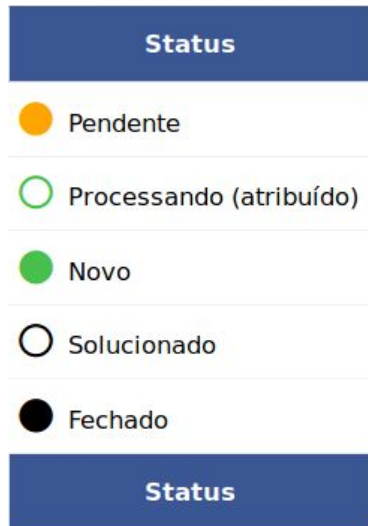 Status
Pendente
Processando (atribuído)
Novo
Solucionado
Fechado
Status